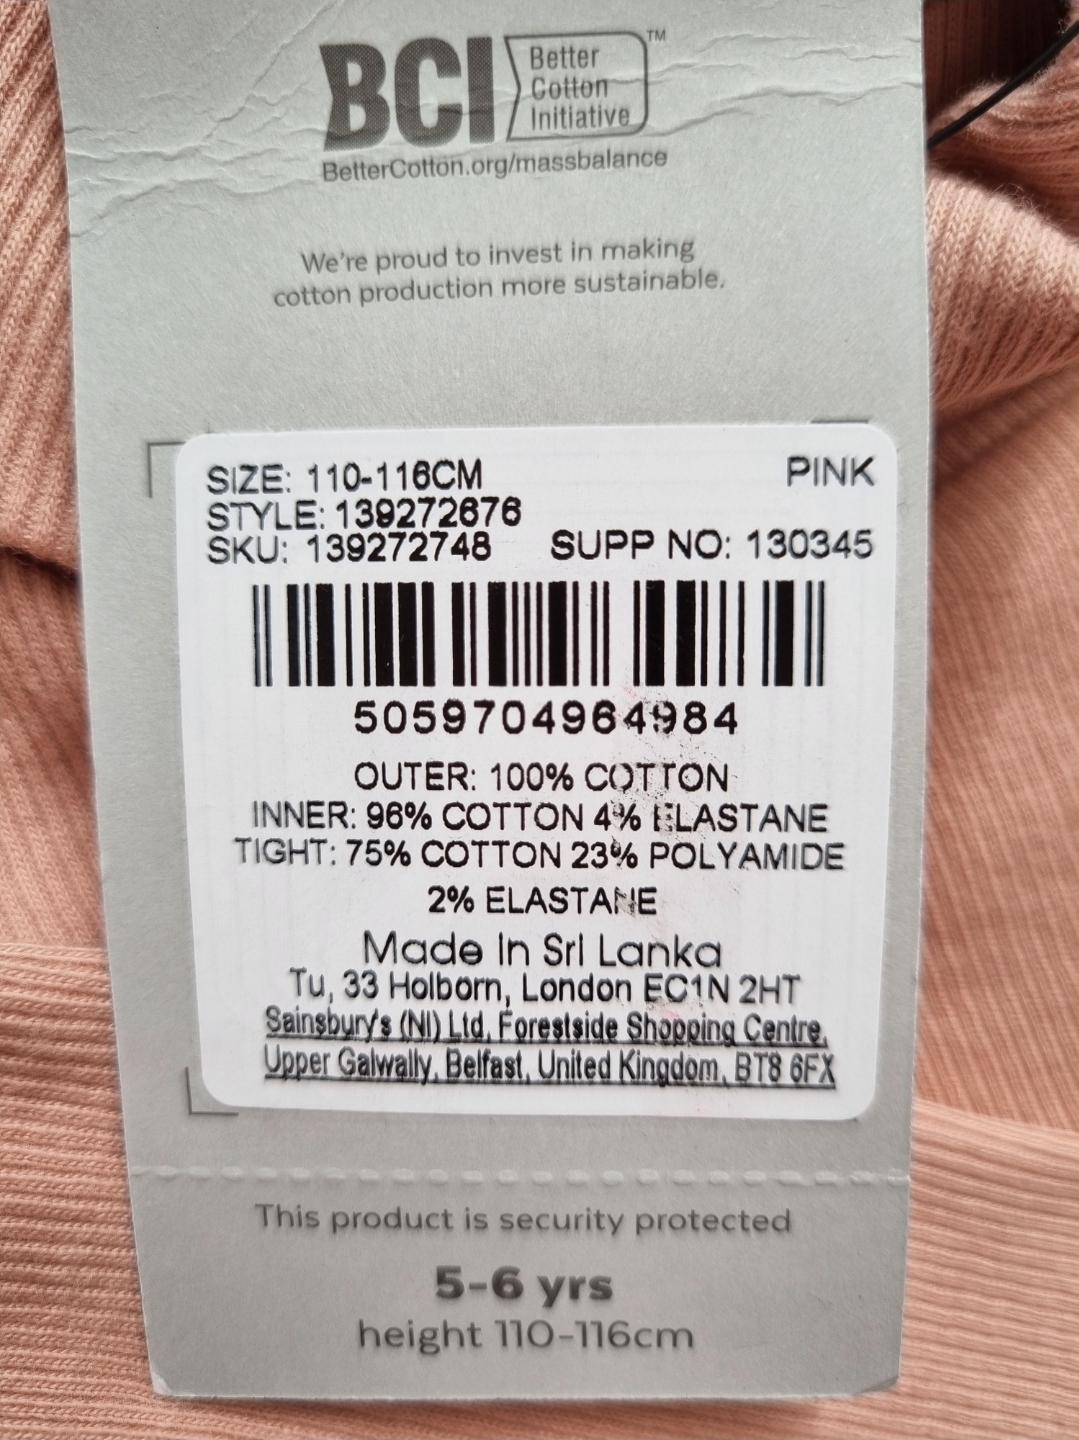 BCI
Better
Cotton
Initiative
TM
BetterCotton.org/massbalance
We're proud to invest in making
cotton production more sustainable.
SIZE: 110-116CM PINK
STYLE: 139272676
SKU: 139272748 SUPP NO: 130345
5059704964984
OUTER: 100% COTTON
INNER: 96% COTTON 4% ELASTANE
TIGHT: 75% COTTON 23% POLYAMIDE
2% ELASTANE
Made In Sri Lanka
Tu, 33 Holborn, London EC1N 2HT
Sainsbury's (NI) Ltd, Forestside Shopping Centre,
Upper Galwally, Belfast, United Kingdom, BT8 6FX
This product is security protected
5-6 yrs
height 110-116cm